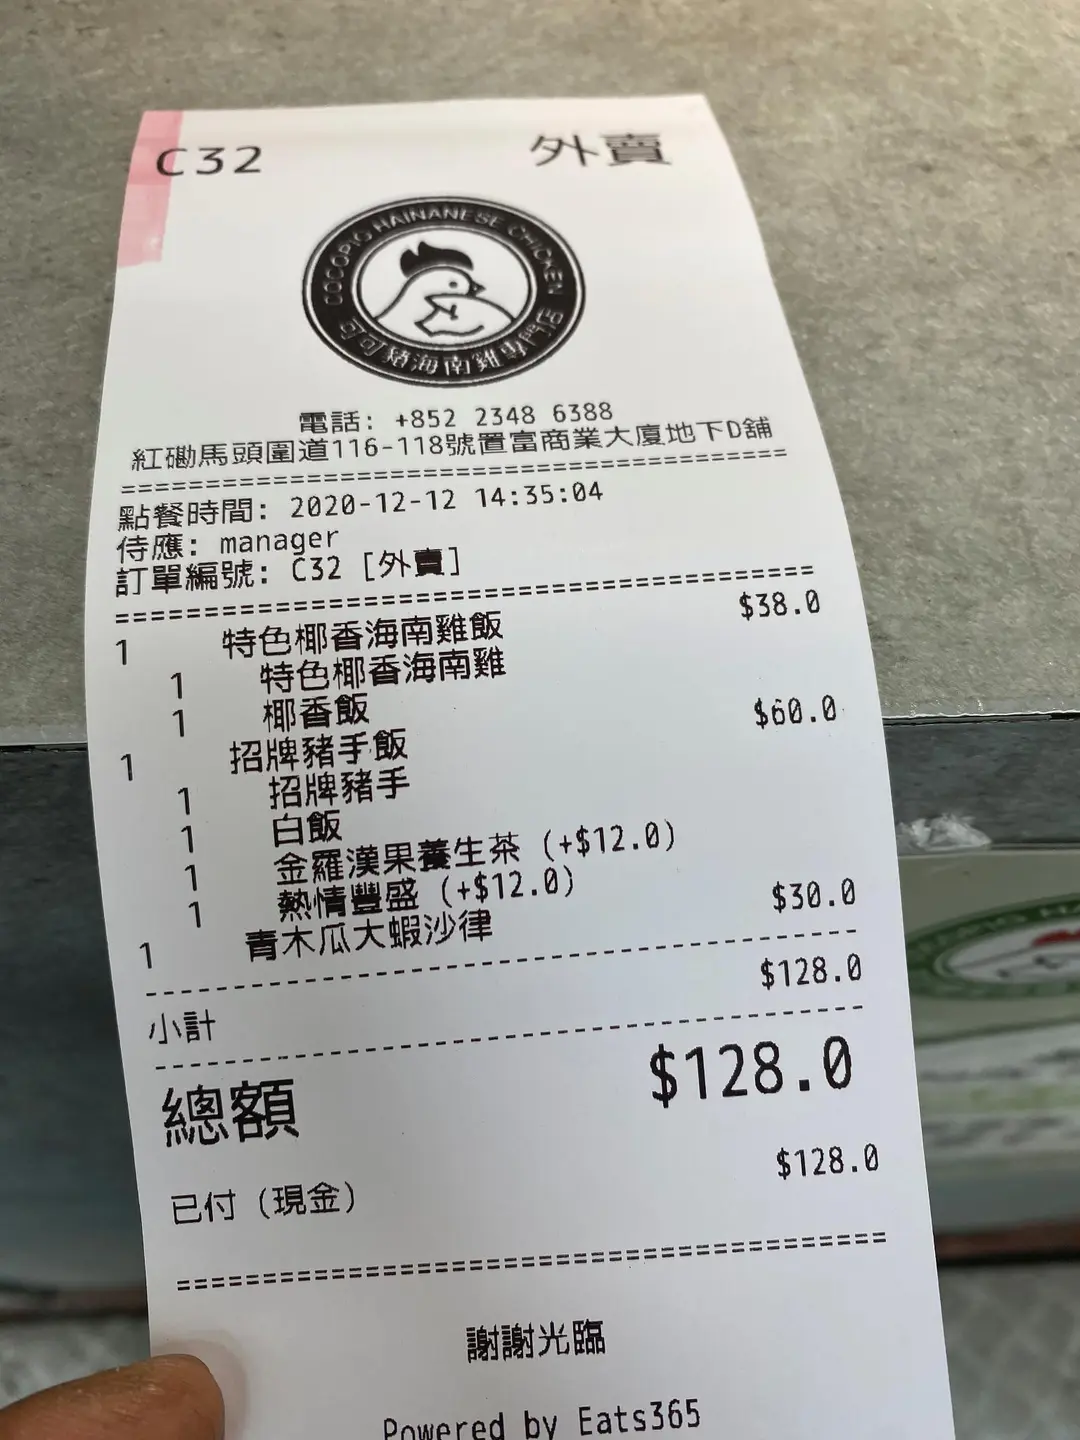 C32 外賣
COCOPIG HAINANESE CHICKEN
可可豬海南雞專門店
電話: +852 2348 6388
紅磡馬頭圍道116-118號置富商業大廈地下D舖
點餐時間: 2020-12-12 14:35:04
侍應: manager
訂單編號: C32 [外賣]
1 特色椰香海南雞飯 $38.0
1 特色椰香海南雞
1 椰香飯
1 招牌豬手飯 $60.0
1 招牌豬手
1 白飯
1 金羅漢果養生茶 (+$12.0)
1 熱情豐盛 (+$12.0)
1 青木瓜大蝦沙律 $30.0
小計 $128.0
總額 $128.0
已付 (現金) $128.0
謝謝光臨
Powered by Eats365